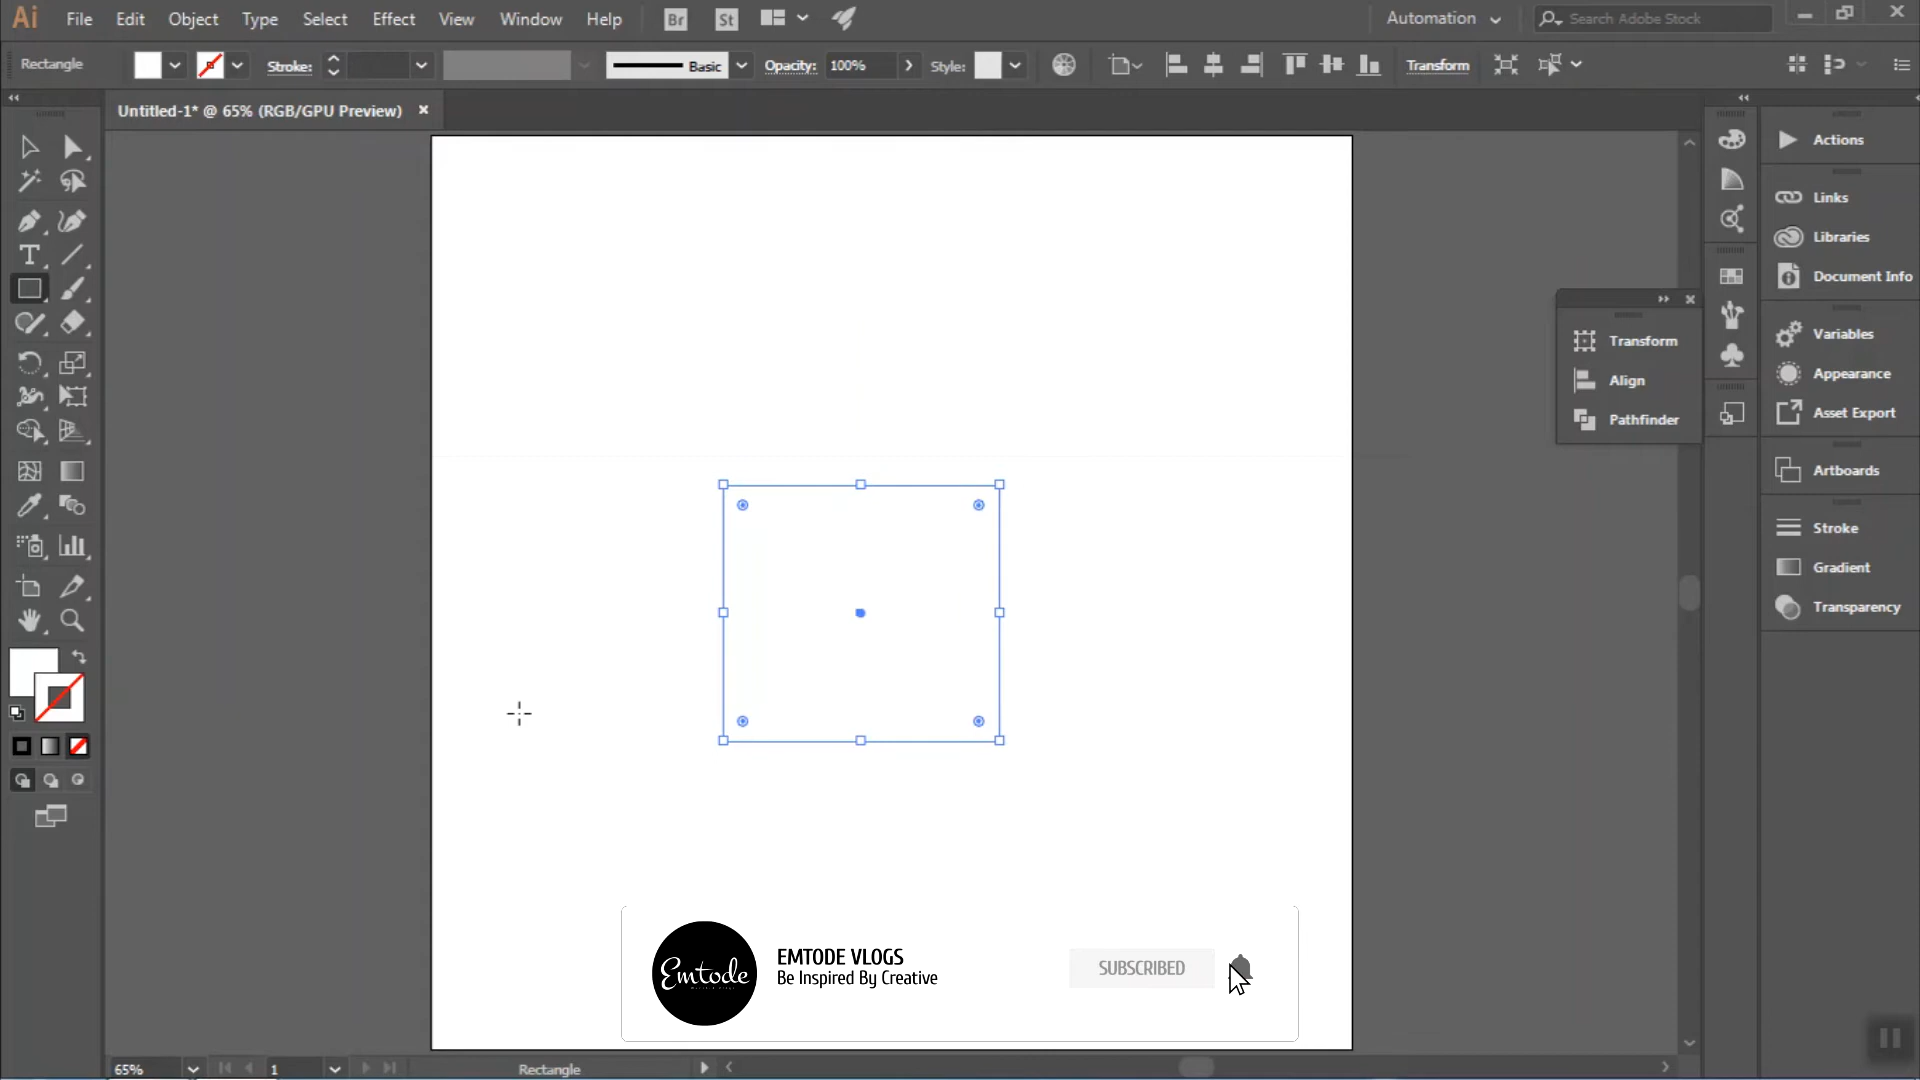 Ai File Edit Object Type Select Effect View Window Help Br St Automation Search Adobe Stock
Rectangle Stroke: Basic Opacity: 100% Style: Transform
Untitled-1* @ 65% (RGB/GPU Preview)
Actions
Links
Libraries
Document Info
Variables
Appearance
Asset Export
Artboards
Stroke
Gradient
Transparency
Transform
Align
Pathfinder
Emtode
EMTODE VLOGS
Be Inspired By Creative
SUBSCRIBED
65% 1 Rectangle